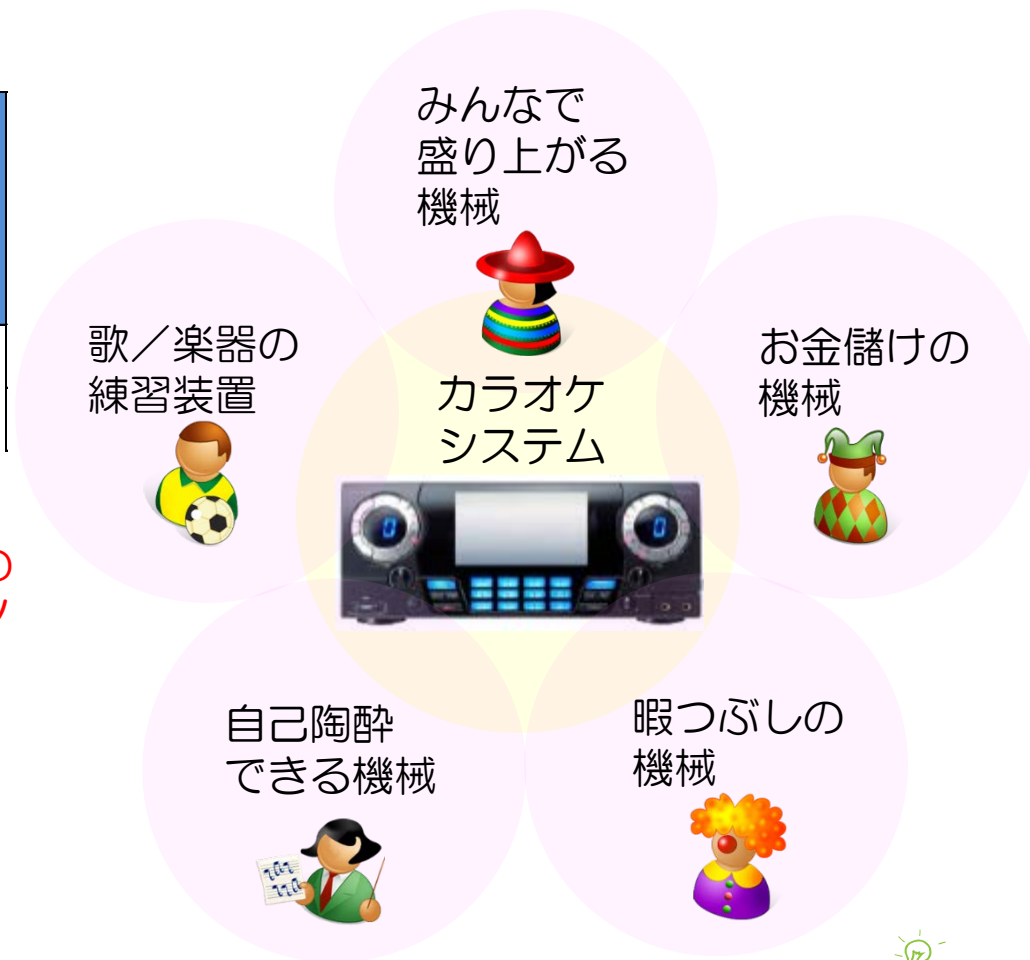 みんなで
盛り上がる
機械
歌／楽器の
練習装置
カラオケ
システム
お金儲けの
機械
0
0
自己陶酔
できる機械
暇つぶしの
機械